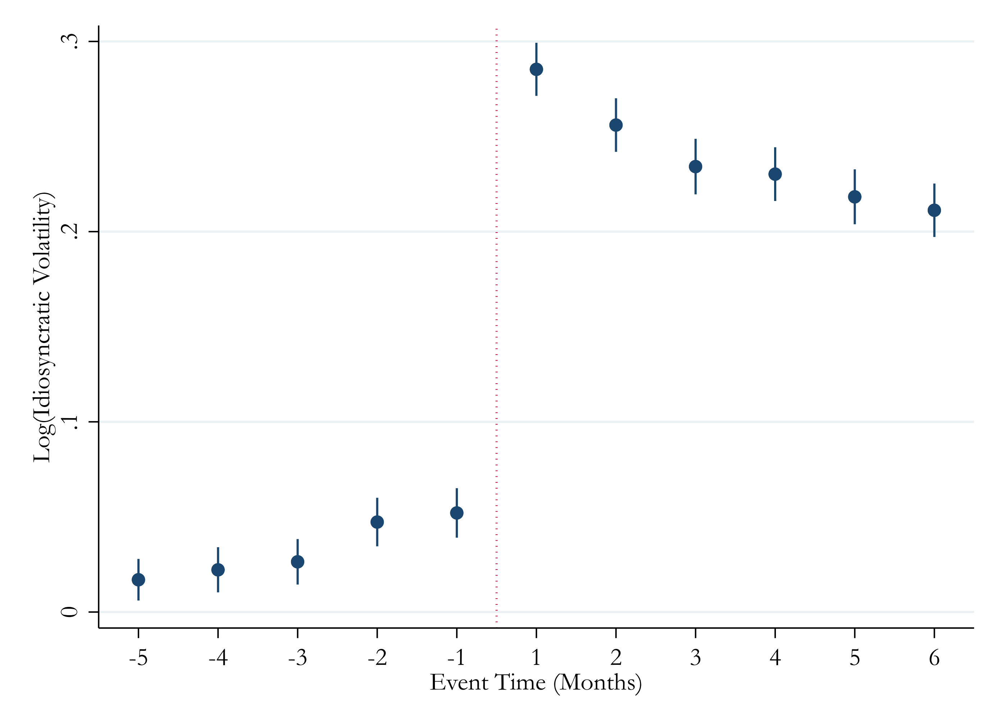 Log(Idiosyncratic Volatility)
.3
.2
.1
0
-5 -4 -3 -2 -1 1 2 3 4 5 6
Event Time (Months)